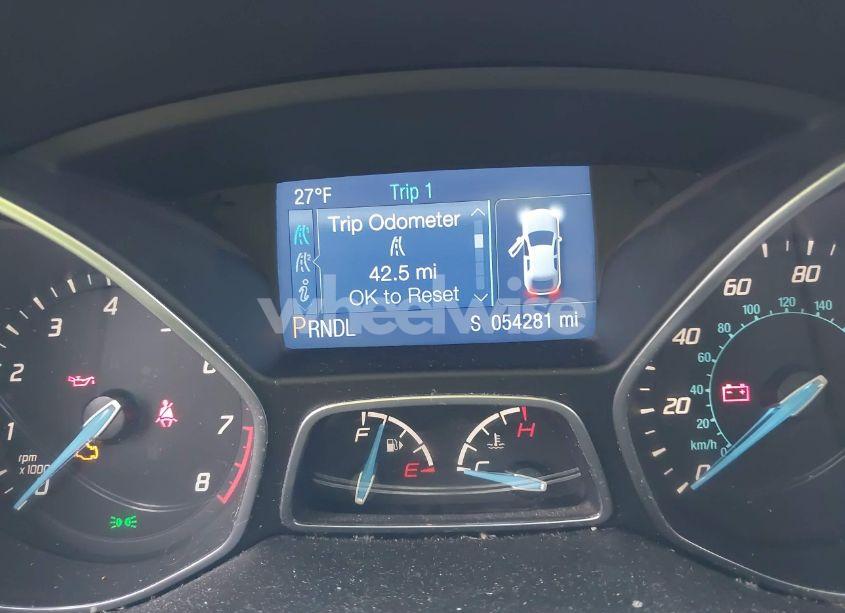 27°F Trip 1
Trip Odometer
42.5 mi
OK to Reset
PRNDL S 054281 mi
wheelwise
0 1 2 3 4 5 6 7 8
rpm
x1000
F E
C H
0 20 40 60 80
0 20 40 60 80 100 120 140
km/h